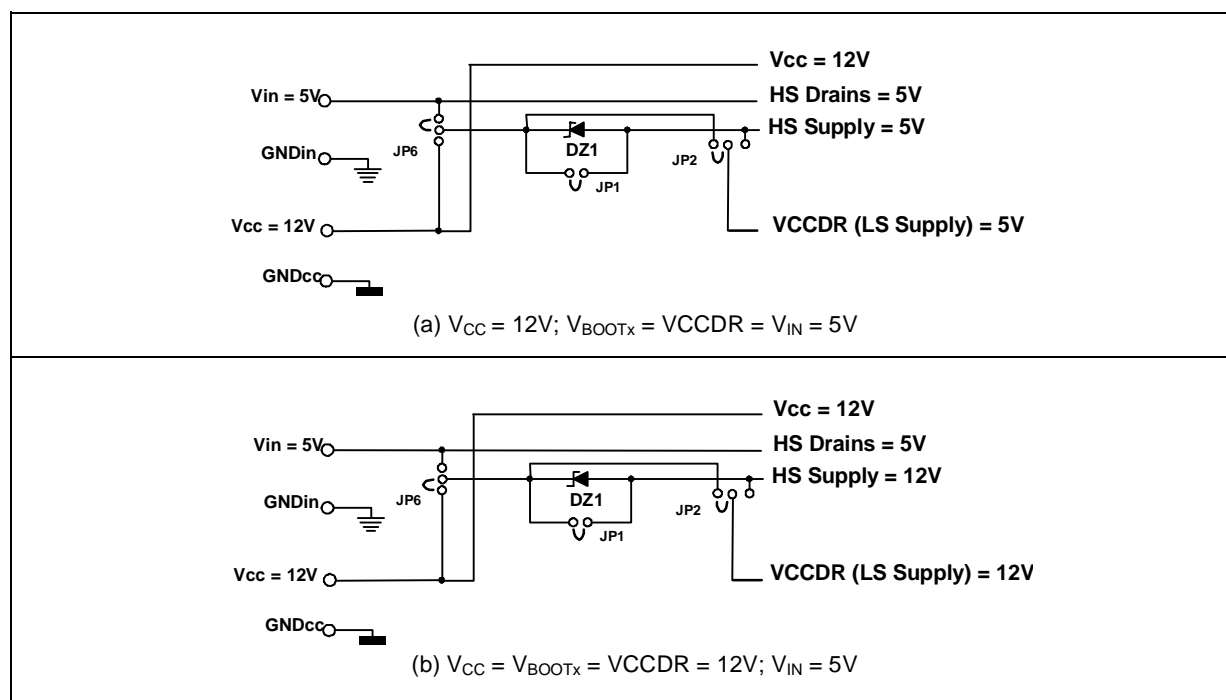 Vcc = 12V
Vin = 5V
HS Drains = 5V
HS Supply = 5V
JP6
DZ1
JP2
GNDin
JP1
Vcc = 12V
VCCDR (LS Supply) = 5V
GNDcc
(a) VCC = 12V; VBOOTx = VCCDR = VIN = 5V
Vcc = 12V
Vin = 5V
HS Drains = 5V
HS Supply = 12V
JP6
DZ1
JP2
GNDin
JP1
Vcc = 12V
VCCDR (LS Supply) = 12V
GNDcc
(b) VCC = VBOOTx = VCCDR = 12V; VIN = 5V